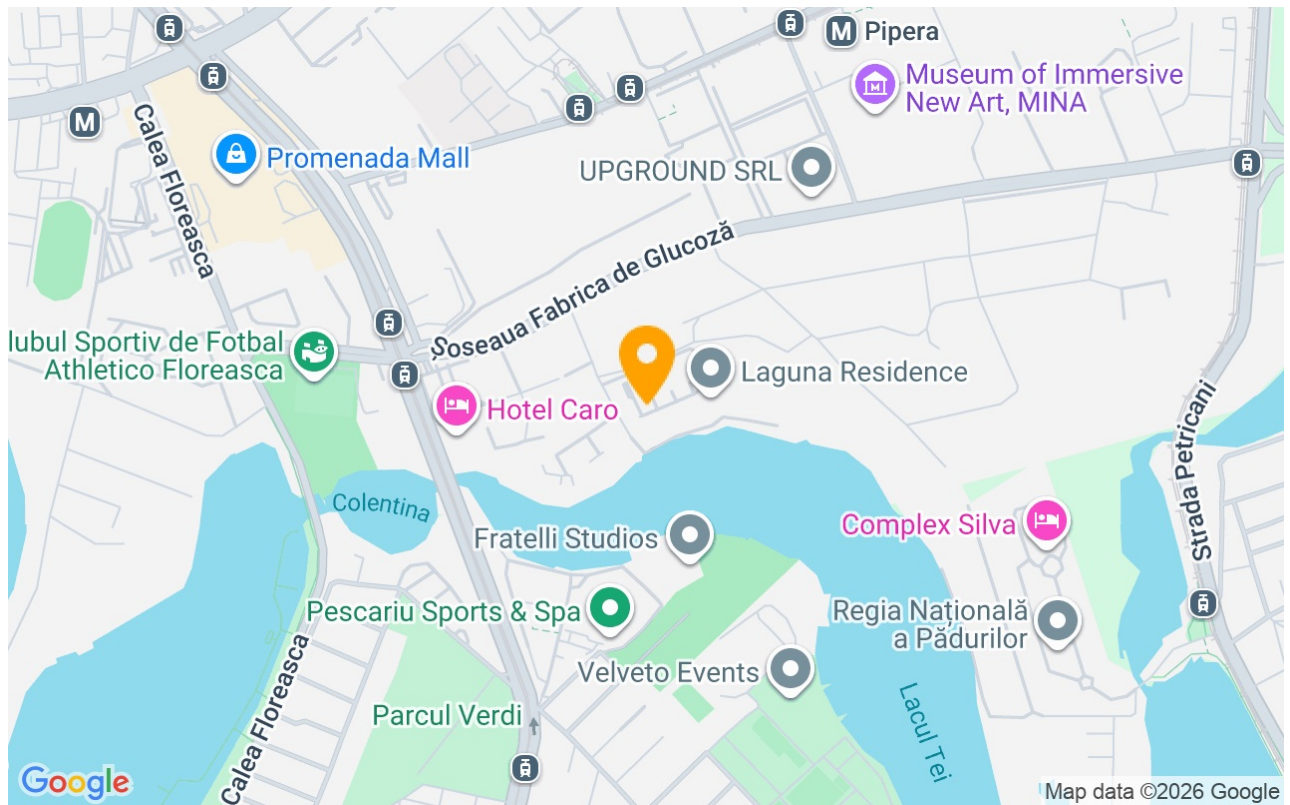 M Pipera
Museum of Immersive
New Art, MINA
M
Calea Floreasca
Promenada Mall
UPGROUND SRL
Șoseaua Fabrica de Glucoză
lubul Sportiv de Fotbal
Athletico Floreasca
Laguna Residence
Hotel Caro
Strada Petricani
Colentina
Complex Silva
Fratelli Studios
Pescariu Sports & Spa
Regia Națională
a Pădurilor
Velveto Events
Calea Floreasca
Parcul Verdi
Lacul Tei
Google
Map data ©2026 Google